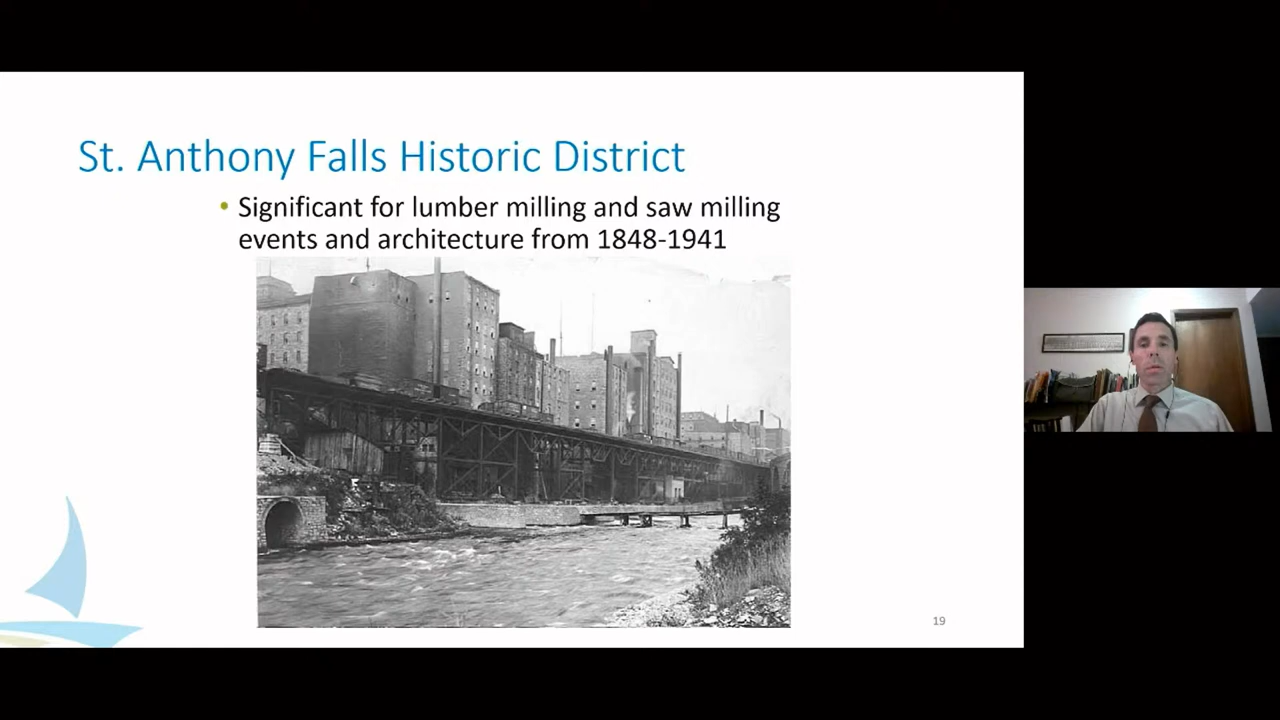 St. Anthony Falls Historic District
• Significant for lumber milling and saw milling
events and architecture from 1848-1941
19